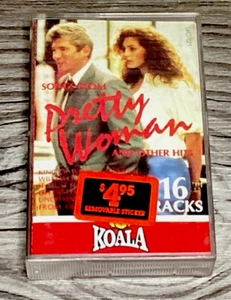 SONGS FROM
Pretty
Woman
AND OTHER HITS
16
TRACKS
$4.95
REMOVABLE STICKER
KOALA